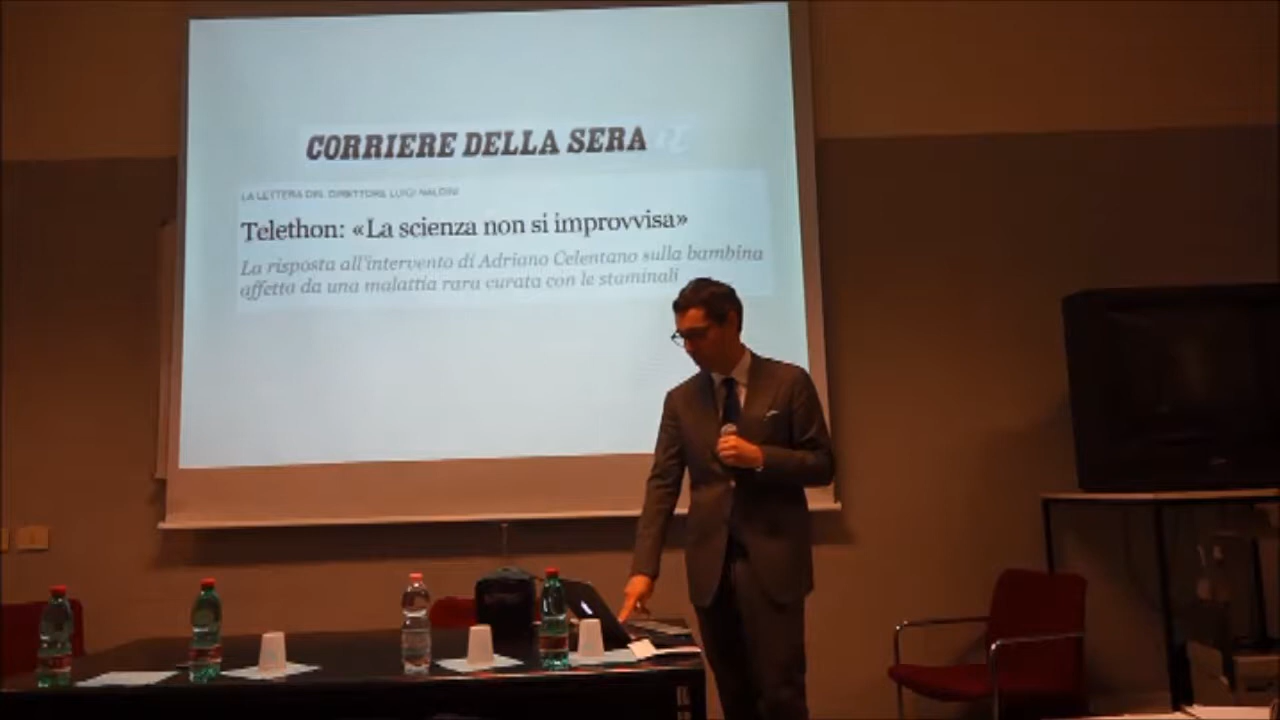 CORRIERE DELLA SERA
LA LETTERA DEL DIRETTORE LUIGI NALDINI
Telethon: «La scienza non si improvvisa»
La risposta all'intervento di Adriano Celentano sulla bambina
affetta da una malattia rara curata con le staminali